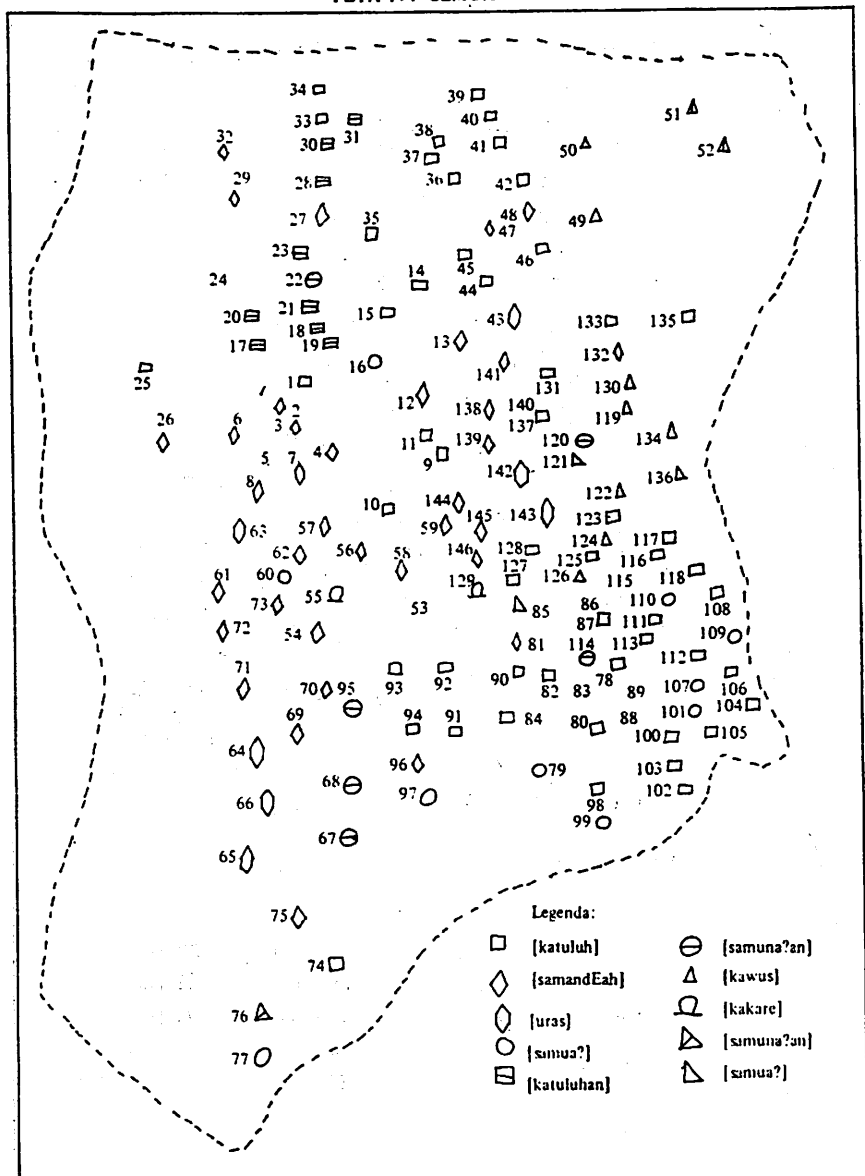 34 39
33 31 40 51
32 30 38 41 50 52
37
29 28 36 42
27 35 48 49
47
23 45 46
24 22 14 44
20 21 15 43 133 135
18
17 19 13 132
25 16 141 131
1 12 130
2 138 140 119
26 6 3 11 137 120 134
5 7 4 9 139 121
8 142 136
10 144 122
63 57 59 145 143 123
62 56 58 146 128 124 117
60 127 125 116
61 55 129 126 115 118
73 53 85 86 110 108
72 54 81 87 111 109
114 113
71 93 92 90 82 83 78 89 112 106
70 95 107 104
69 94 91 84 80 88 101
64 100 105
96 79 103
66 68 97 98 102
67 99
65
75
74
76
77
Legenda:
[katuluh] [samuna?an]
[samandEah] [kawus]
[uras] [kakare]
[simua?] [simuna?an]
[katuluhan] [simua?]